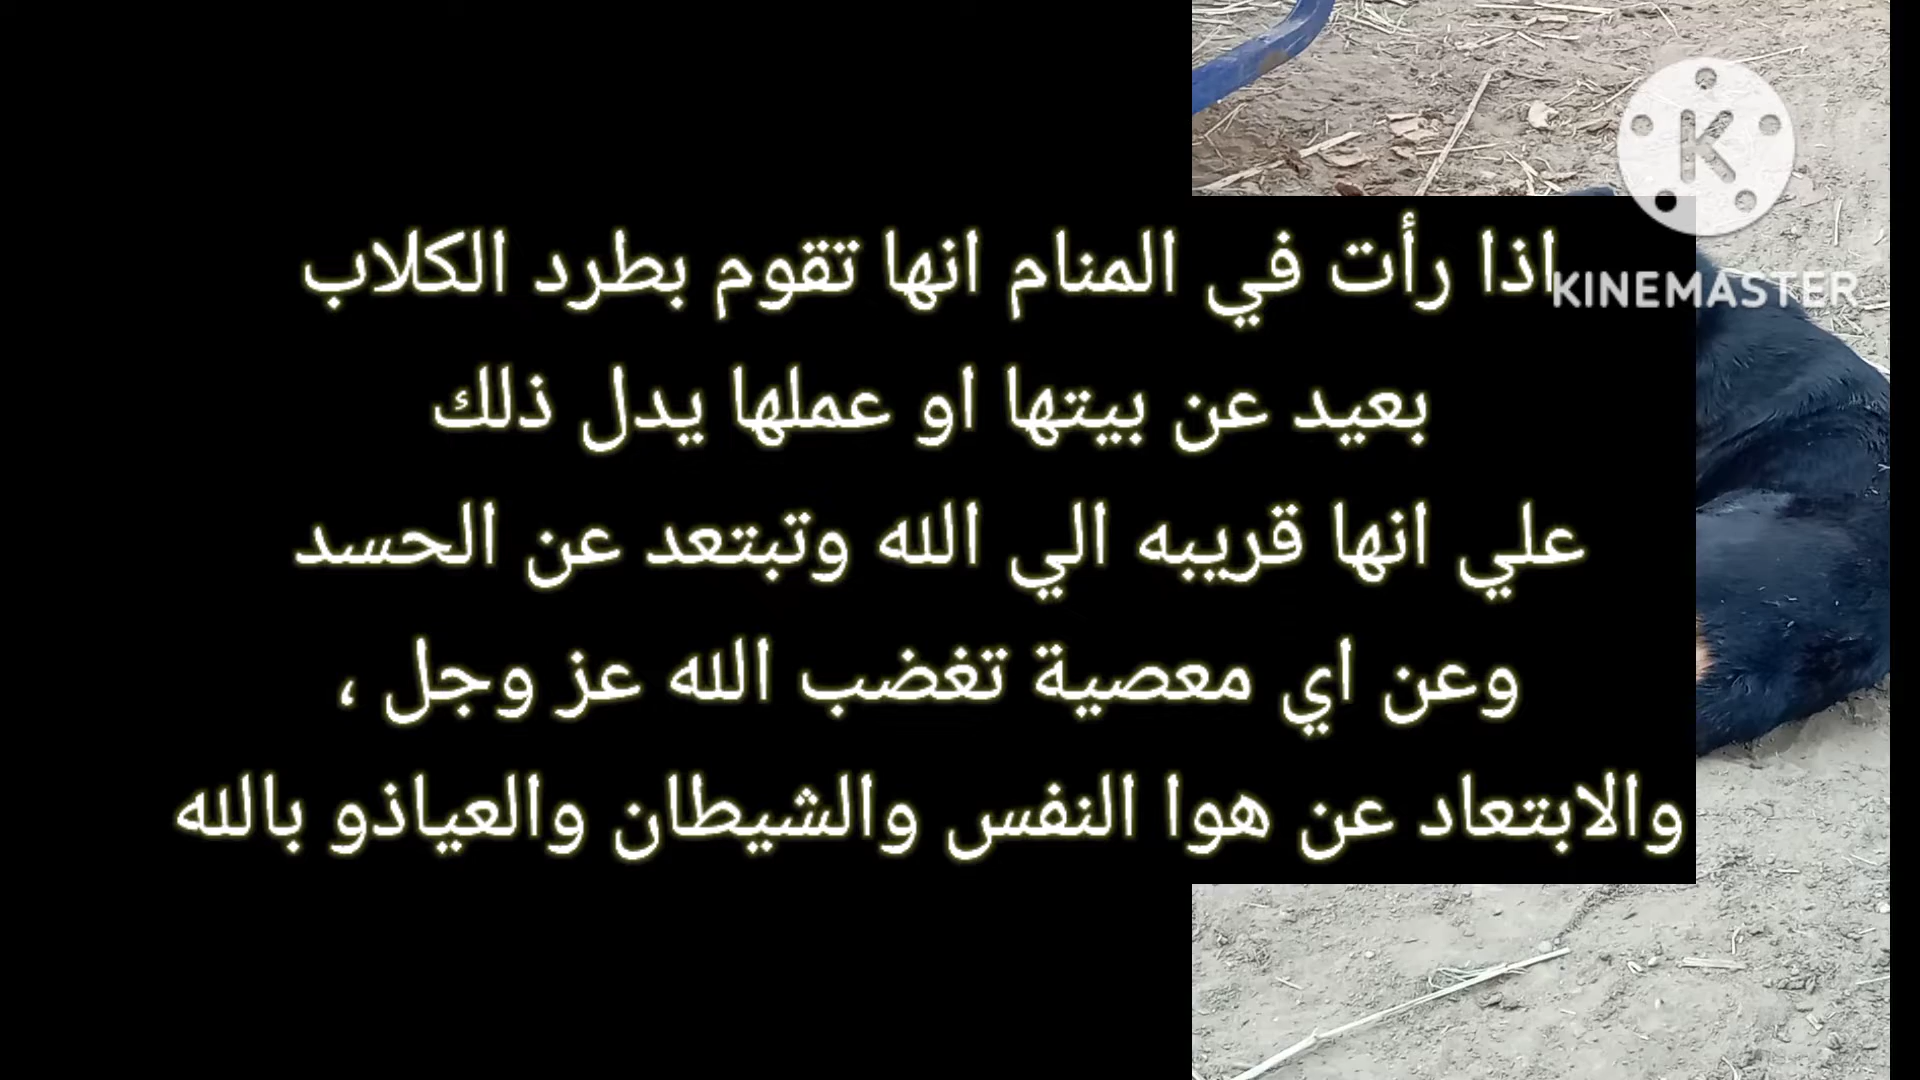 اذا رأت في المنام انها تقوم بطرد الكلاب
بعيد عن بيتها او عملها يدل ذلك
علي انها قريبه الي الله وتبتعد عن الحسد
وعن اي معصية تغضب الله عز وجل ،
والابتعاد عن هوا النفس والشيطان والعياذو بالله
K
KINEMASTER